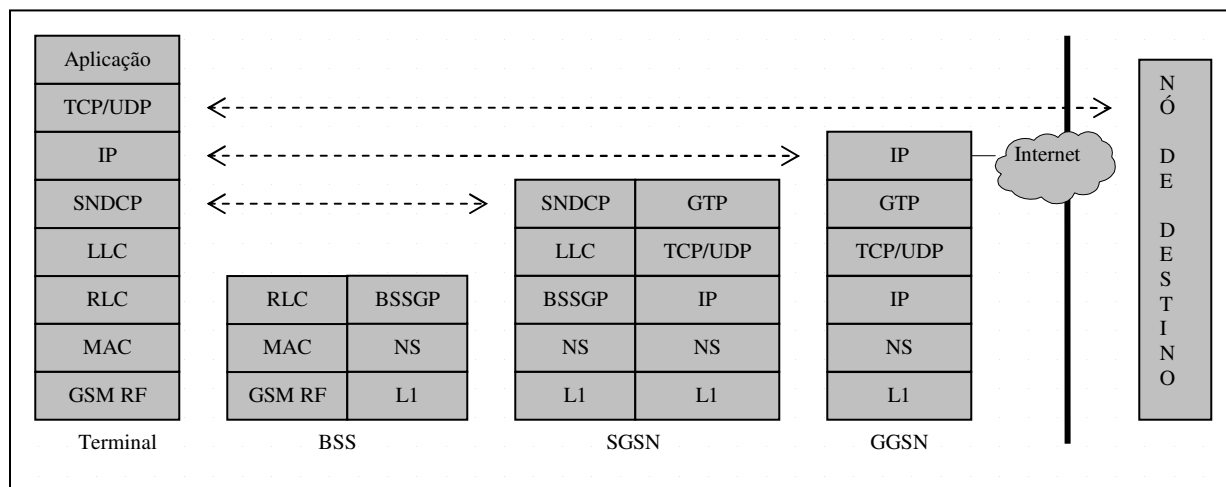 Aplicação
TCP/UDP
IP
SNDCP
LLC
RLC
MAC
GSM RF
Terminal
RLC
BSSGP
MAC
NS
GSM RF
L1
BSS
SNDCP
GTP
LLC
TCP/UDP
BSSGP
IP
NS
NS
L1
L1
SGSN
IP
GTP
TCP/UDP
IP
NS
L1
GGSN
Internet
NÓ DE DESTINO